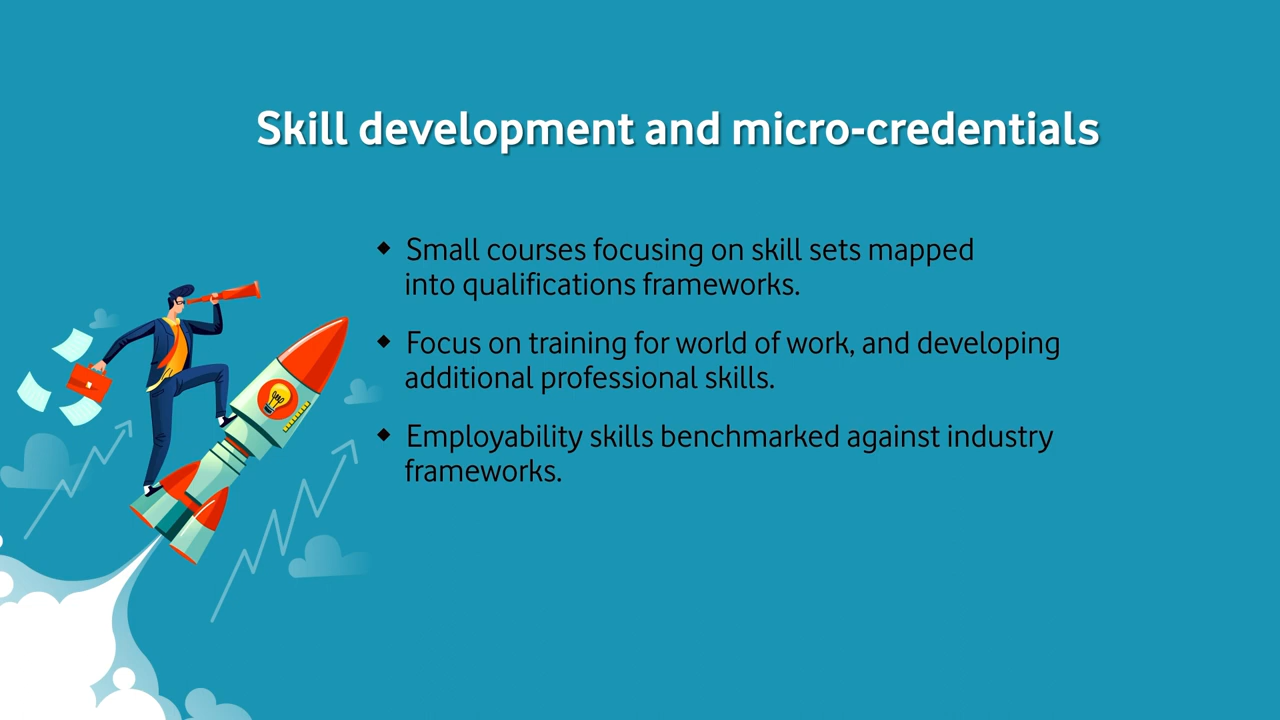 Skill development and micro-credentials
◆ Small courses focusing on skill sets mapped
into qualifications frameworks.
◆ Focus on training for world of work, and developing
additional professional skills.
◆ Employability skills benchmarked against industry
frameworks.